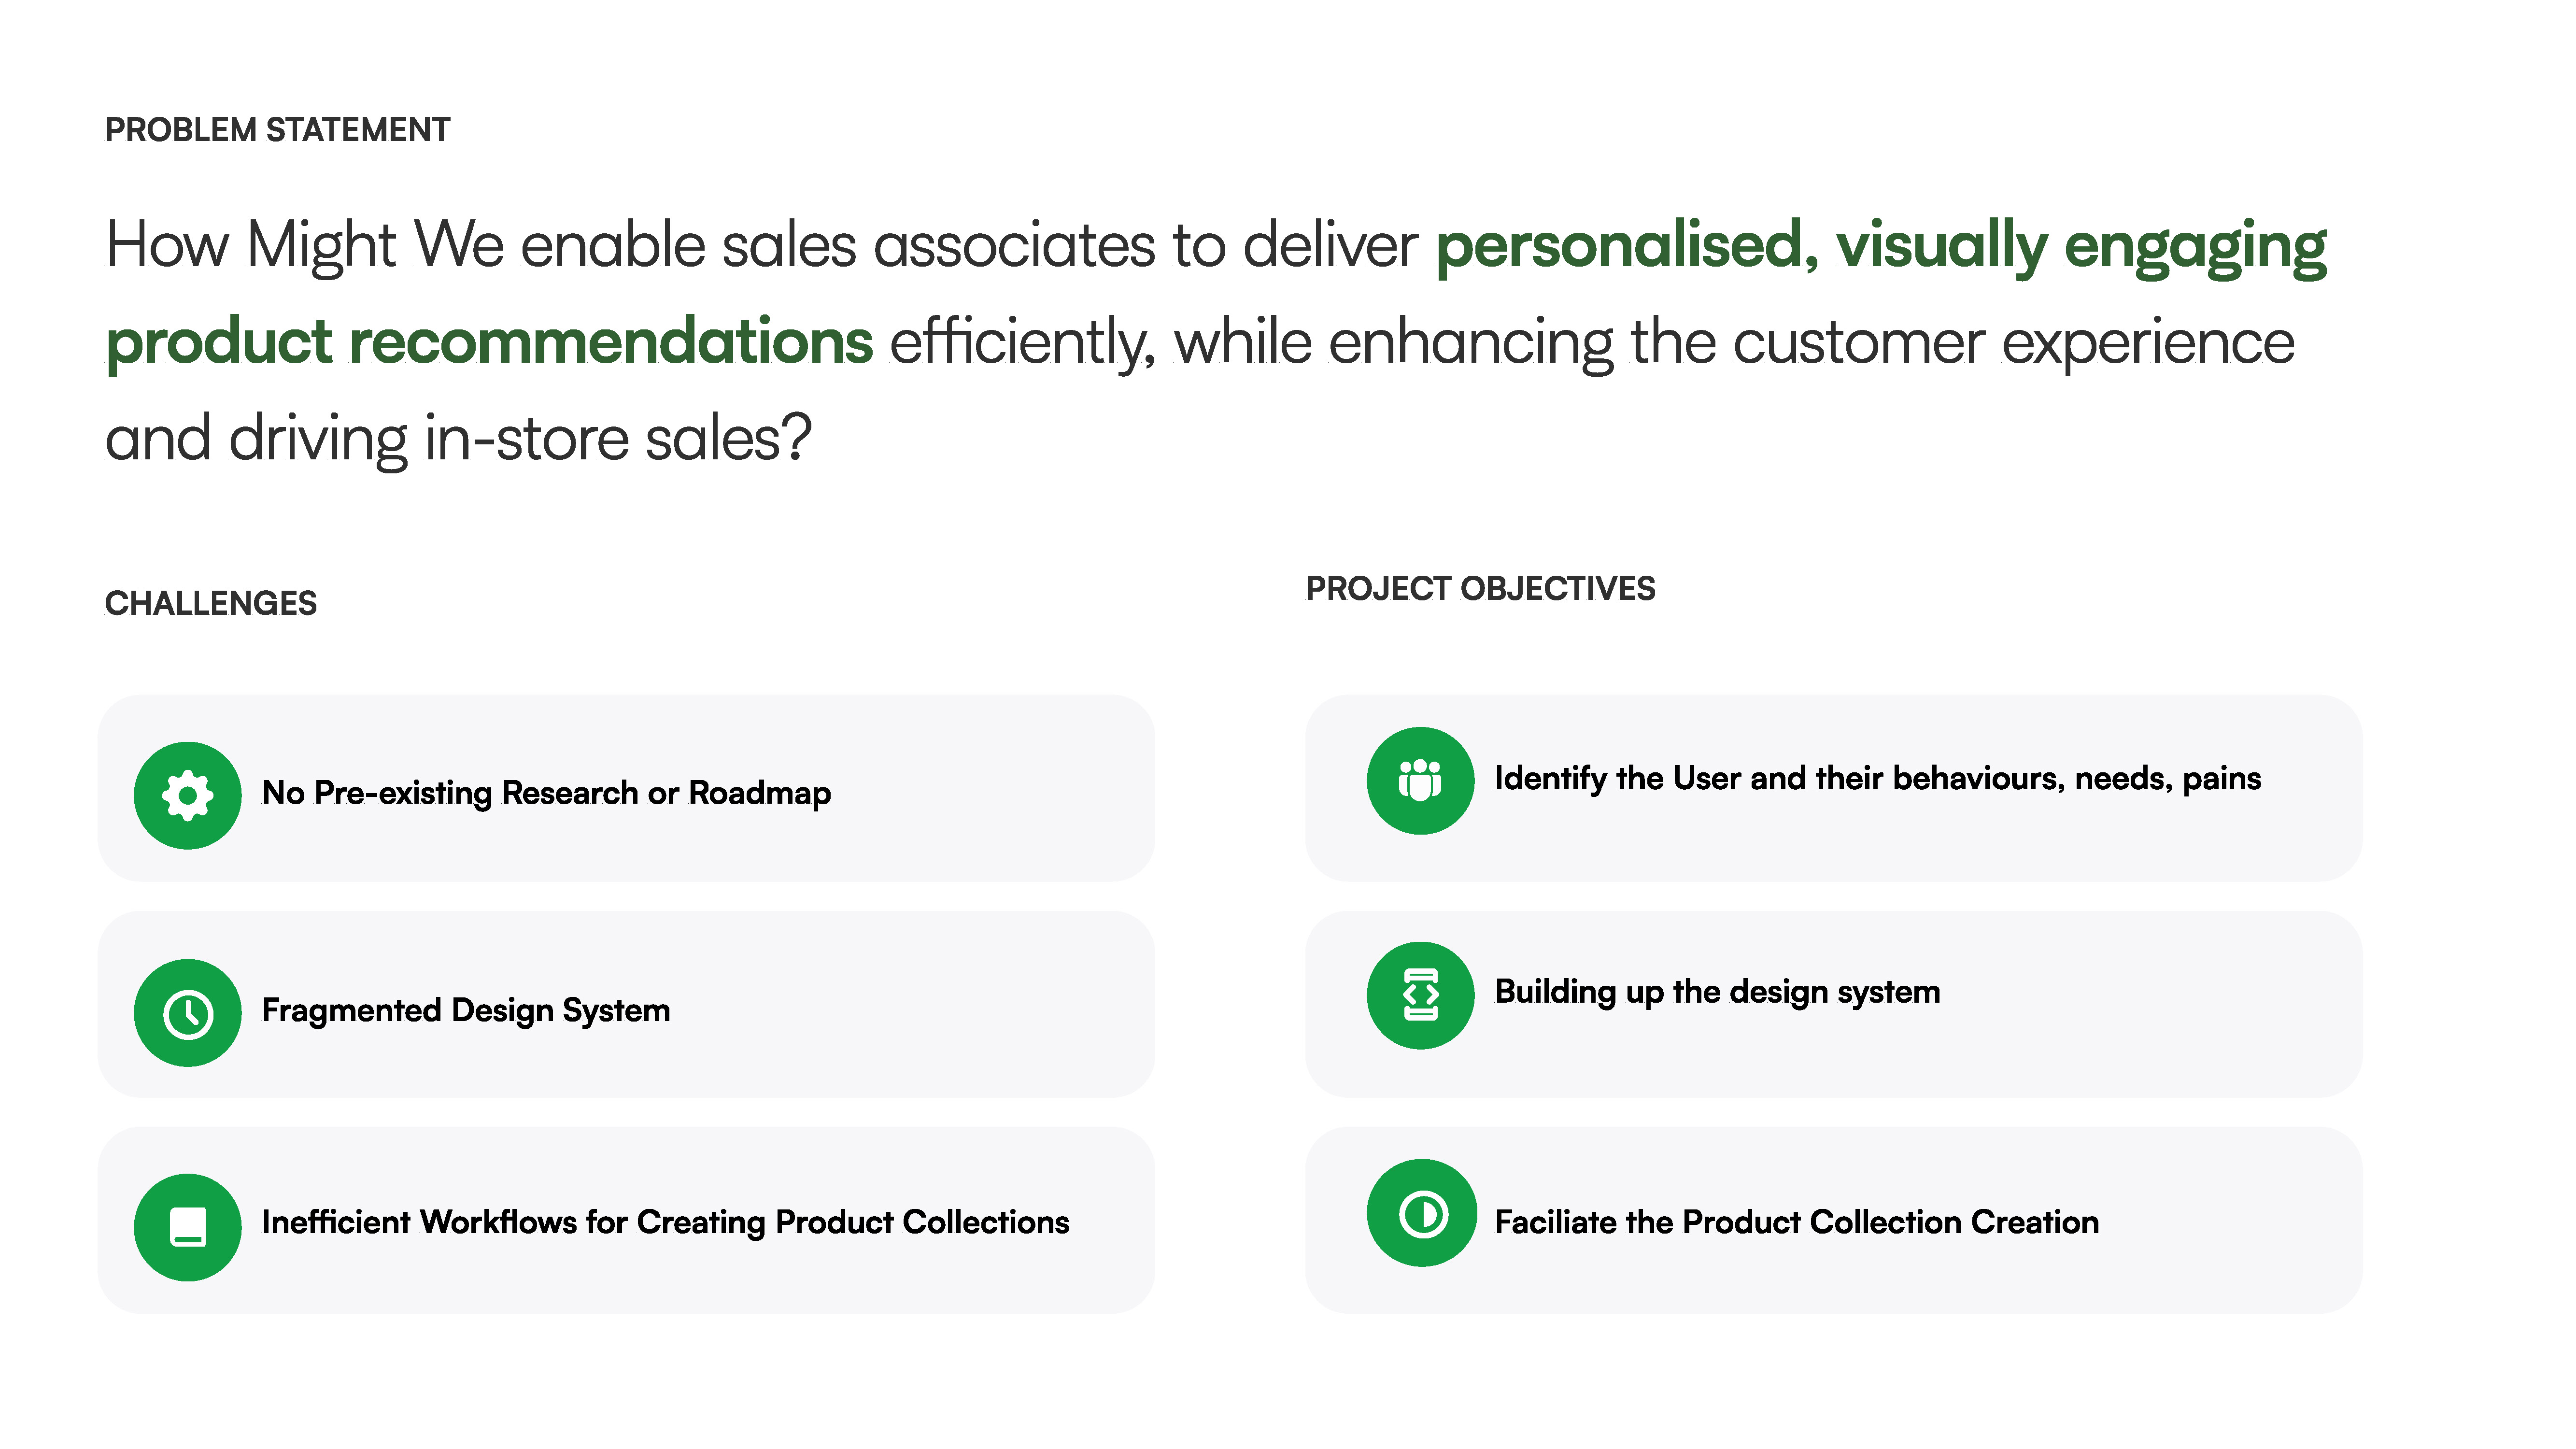 PROBLEM STATEMENT
How Might We enable sales associates to deliver personalised, visually engaging
product recommendations efficiently, while enhancing the customer experience
and driving in-store sales?
CHALLENGES
No Pre-existing Research or Roadmap
Fragmented Design System
Inefficient Workflows for Creating Product Collections
PROJECT OBJECTIVES
Identify the User and their behaviours, needs, pains
Building up the design system
Faciliate the Product Collection Creation